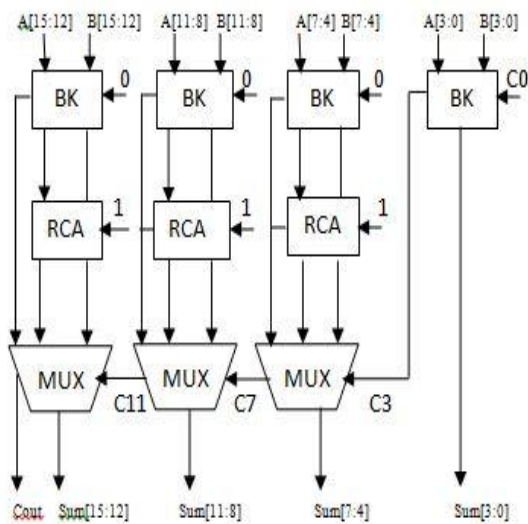 A[15:12] B[15:12] A[11:8] B[11:8] A[7:4] B[7:4] A[3:0] B[3:0]
0 0 0 C0
BK BK BK BK
1 1 1
RCA RCA RCA
MUX MUX MUX
C11 C7 C3
Cout Sum[15:12] Sum[11:8] Sum[7:4] Sum[3:0]